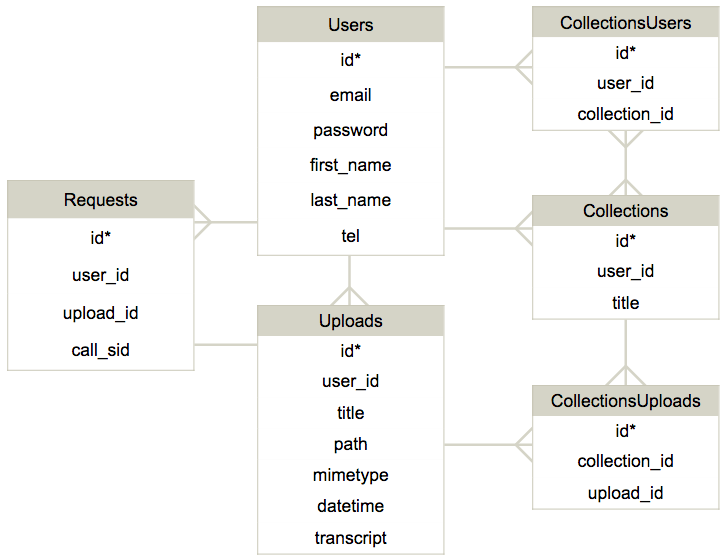 Users
id*
email
password
first_name
last_name
tel
CollectionsUsers
id*
user_id
collection_id
Requests
id*
user_id
upload_id
call_sid
Collections
id*
user_id
title
Uploads
id*
user_id
title
path
mimetype
datetime
transcript
CollectionsUploads
id*
collection_id
upload_id